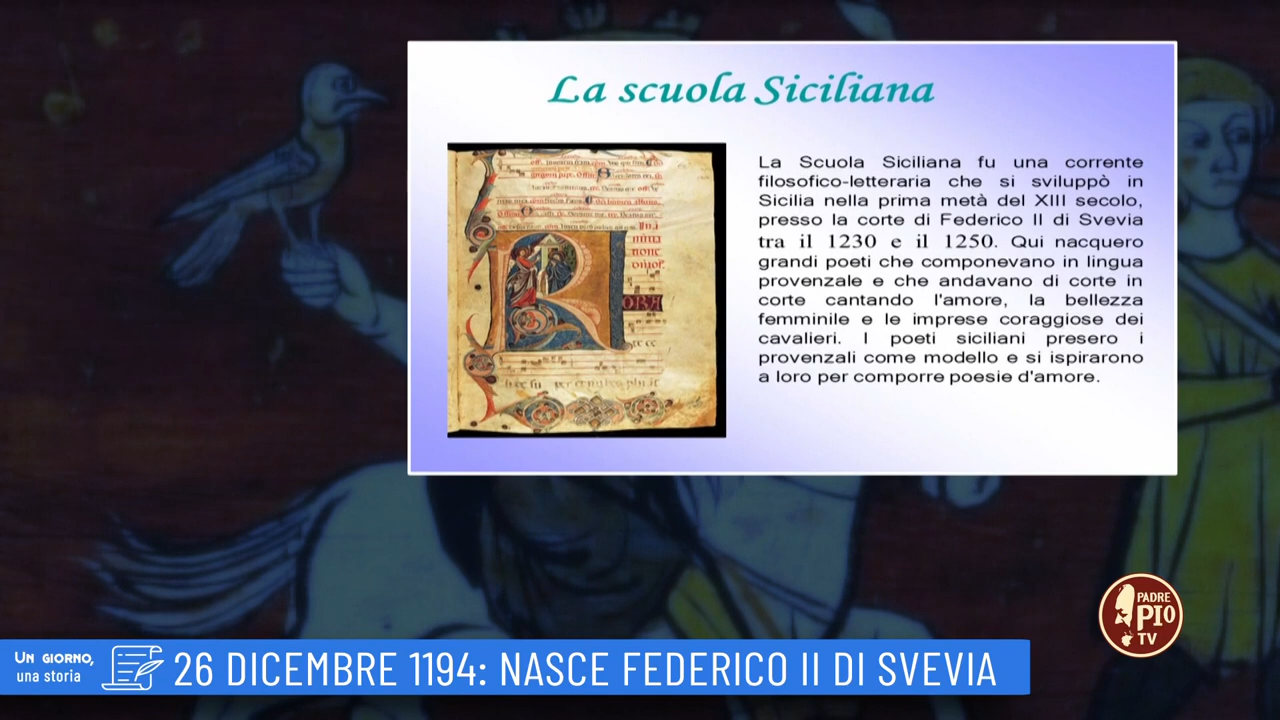 La scuola Siciliana
La Scuola Siciliana fu una corrente
filosofico-letteraria che si sviluppò in
Sicilia nella prima metà del XIII secolo,
presso la corte di Federico II di Svevia
tra il 1230 e il 1250. Qui nacquero
grandi poeti che componevano in lingua
provenzale e che andavano di corte in
corte cantando l'amore, la bellezza
femminile e le imprese coraggiose dei
cavalieri. I poeti siciliani presero i
provenzali come modello e si ispirarono
a loro per comporre poesie d'amore.
PADRE
PIO
TV
UN GIORNO,
una storia
26 DICEMBRE 1194: NASCE FEDERICO II DI SVEVIA